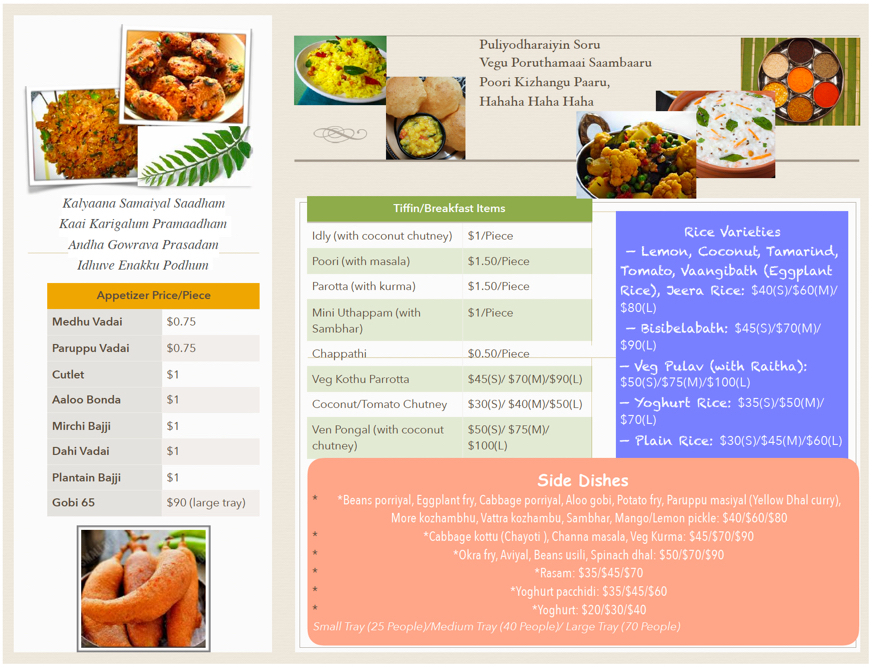 Puliyodharaiyin Soru
Vegu Poruthamaai Saambaaru
Poori Kizhangu Paaru,
Hahaha Haha Haha
Kalyaana Samaiyal Saadham
Kaai Karigalum Pramaadham
Andha Gowrava Prasadam
Idhuve Enakku Podhum
Appetizer Price/Piece
Medhu Vadai $0.75
Paruppu Vadai $0.75
Cutlet $1
Aaloo Bonda $1
Mirchi Bajji $1
Dahi Vadai $1
Plantain Bajji $1
Gobi 65 $90 (large tray)
Tiffin/Breakfast Items
Idly (with coconut chutney) $1/Piece
Poori (with masala) $1.50/Piece
Parotta (with kurma) $1.50/Piece
Mini Uthappam (with $1/Piece
Sambhar)
Chappathi $0.50/Piece
Veg Kothu Parrotta $45(S)/ $70(M)/$90(L)
Coconut/Tomato Chutney $30(S)/ $40(M)/$50(L)
Ven Pongal (with coconut $50(S)/ $75(M)/
chutney) $100(L)
Rice Varieties
– Lemon, Coconut, Tamarind,
Tomato, Vaangibath (Eggplant
Rice), Jeera Rice: $40(S)/$60(M)/
$80(L)
– Bisibelabath: $45(S)/$70(M)/
$90(L)
– Veg Pulav (with Raitha):
$50(S)/$75(M)/$100(L)
– Yoghurt Rice: $35(S)/$50(M)/
$70(L)
– Plain Rice: $30(S)/$45(M)/$60(L)
Side Dishes
* *Beans porriyal, Eggplant fry, Cabbage porriyal, Aloo gobi, Potato fry, Paruppu masiyal (Yellow Dhal curry),
More kozhambhu, Vattra kozhambu, Sambhar, Mango/Lemon pickle: $40/$60/$80
* *Cabbage kottu (Chayoti ), Channa masala, Veg Kurma: $45/$70/$90
* *Okra fry, Aviyal, Beans usili, Spinach dhal: $50/$70/$90
* *Rasam: $35/$45/$70
* *Yoghurt pacchidi: $35/$45/$60
* *Yoghurt: $20/$30/$40
Small Tray (25 People)/Medium Tray (40 People)/ Large Tray (70 People)